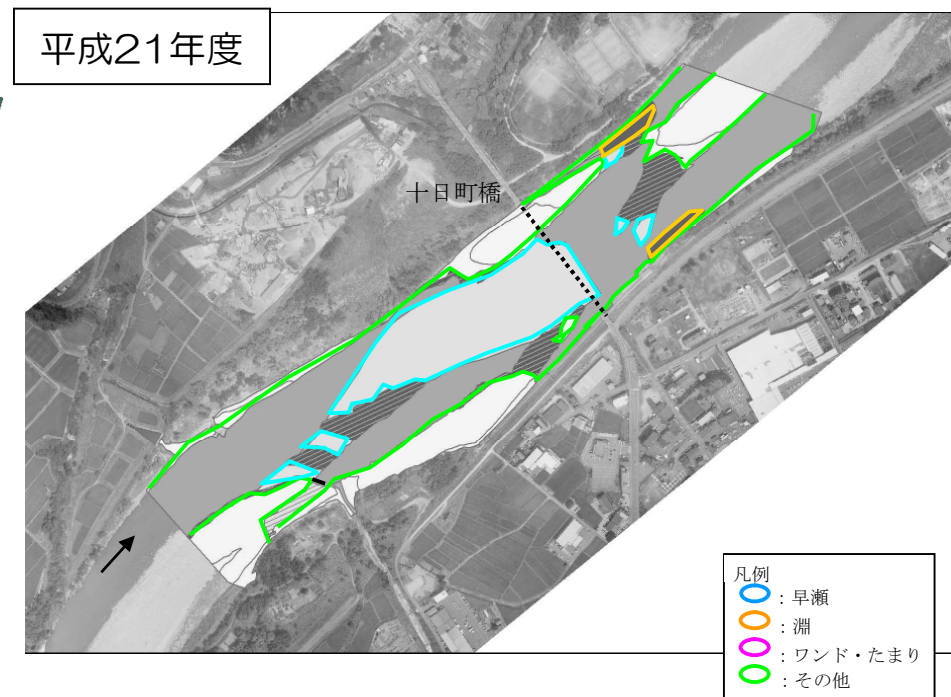 平成21年度
十日町橋
凡例
：早瀬
：淵
：ワンド・たまり
：その他